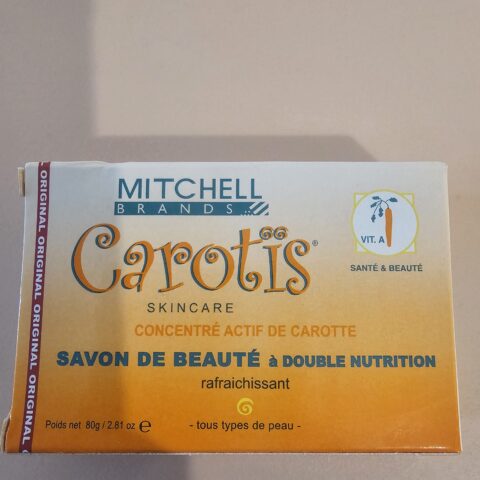 ORIGINAL ORIGINAL ORIGINAL ORIGINAL
MITCHELL
BRANDS
Carotïs®
SKINCARE
CONCENTRÉ ACTIF DE CAROTTE
SAVON DE BEAUTÉ à DOUBLE NUTRITION
rafraichissant
Poids net 80g / 2.81 oz ℮
- tous types de peau -
VIT. A
SANTÉ & BEAUTÉ